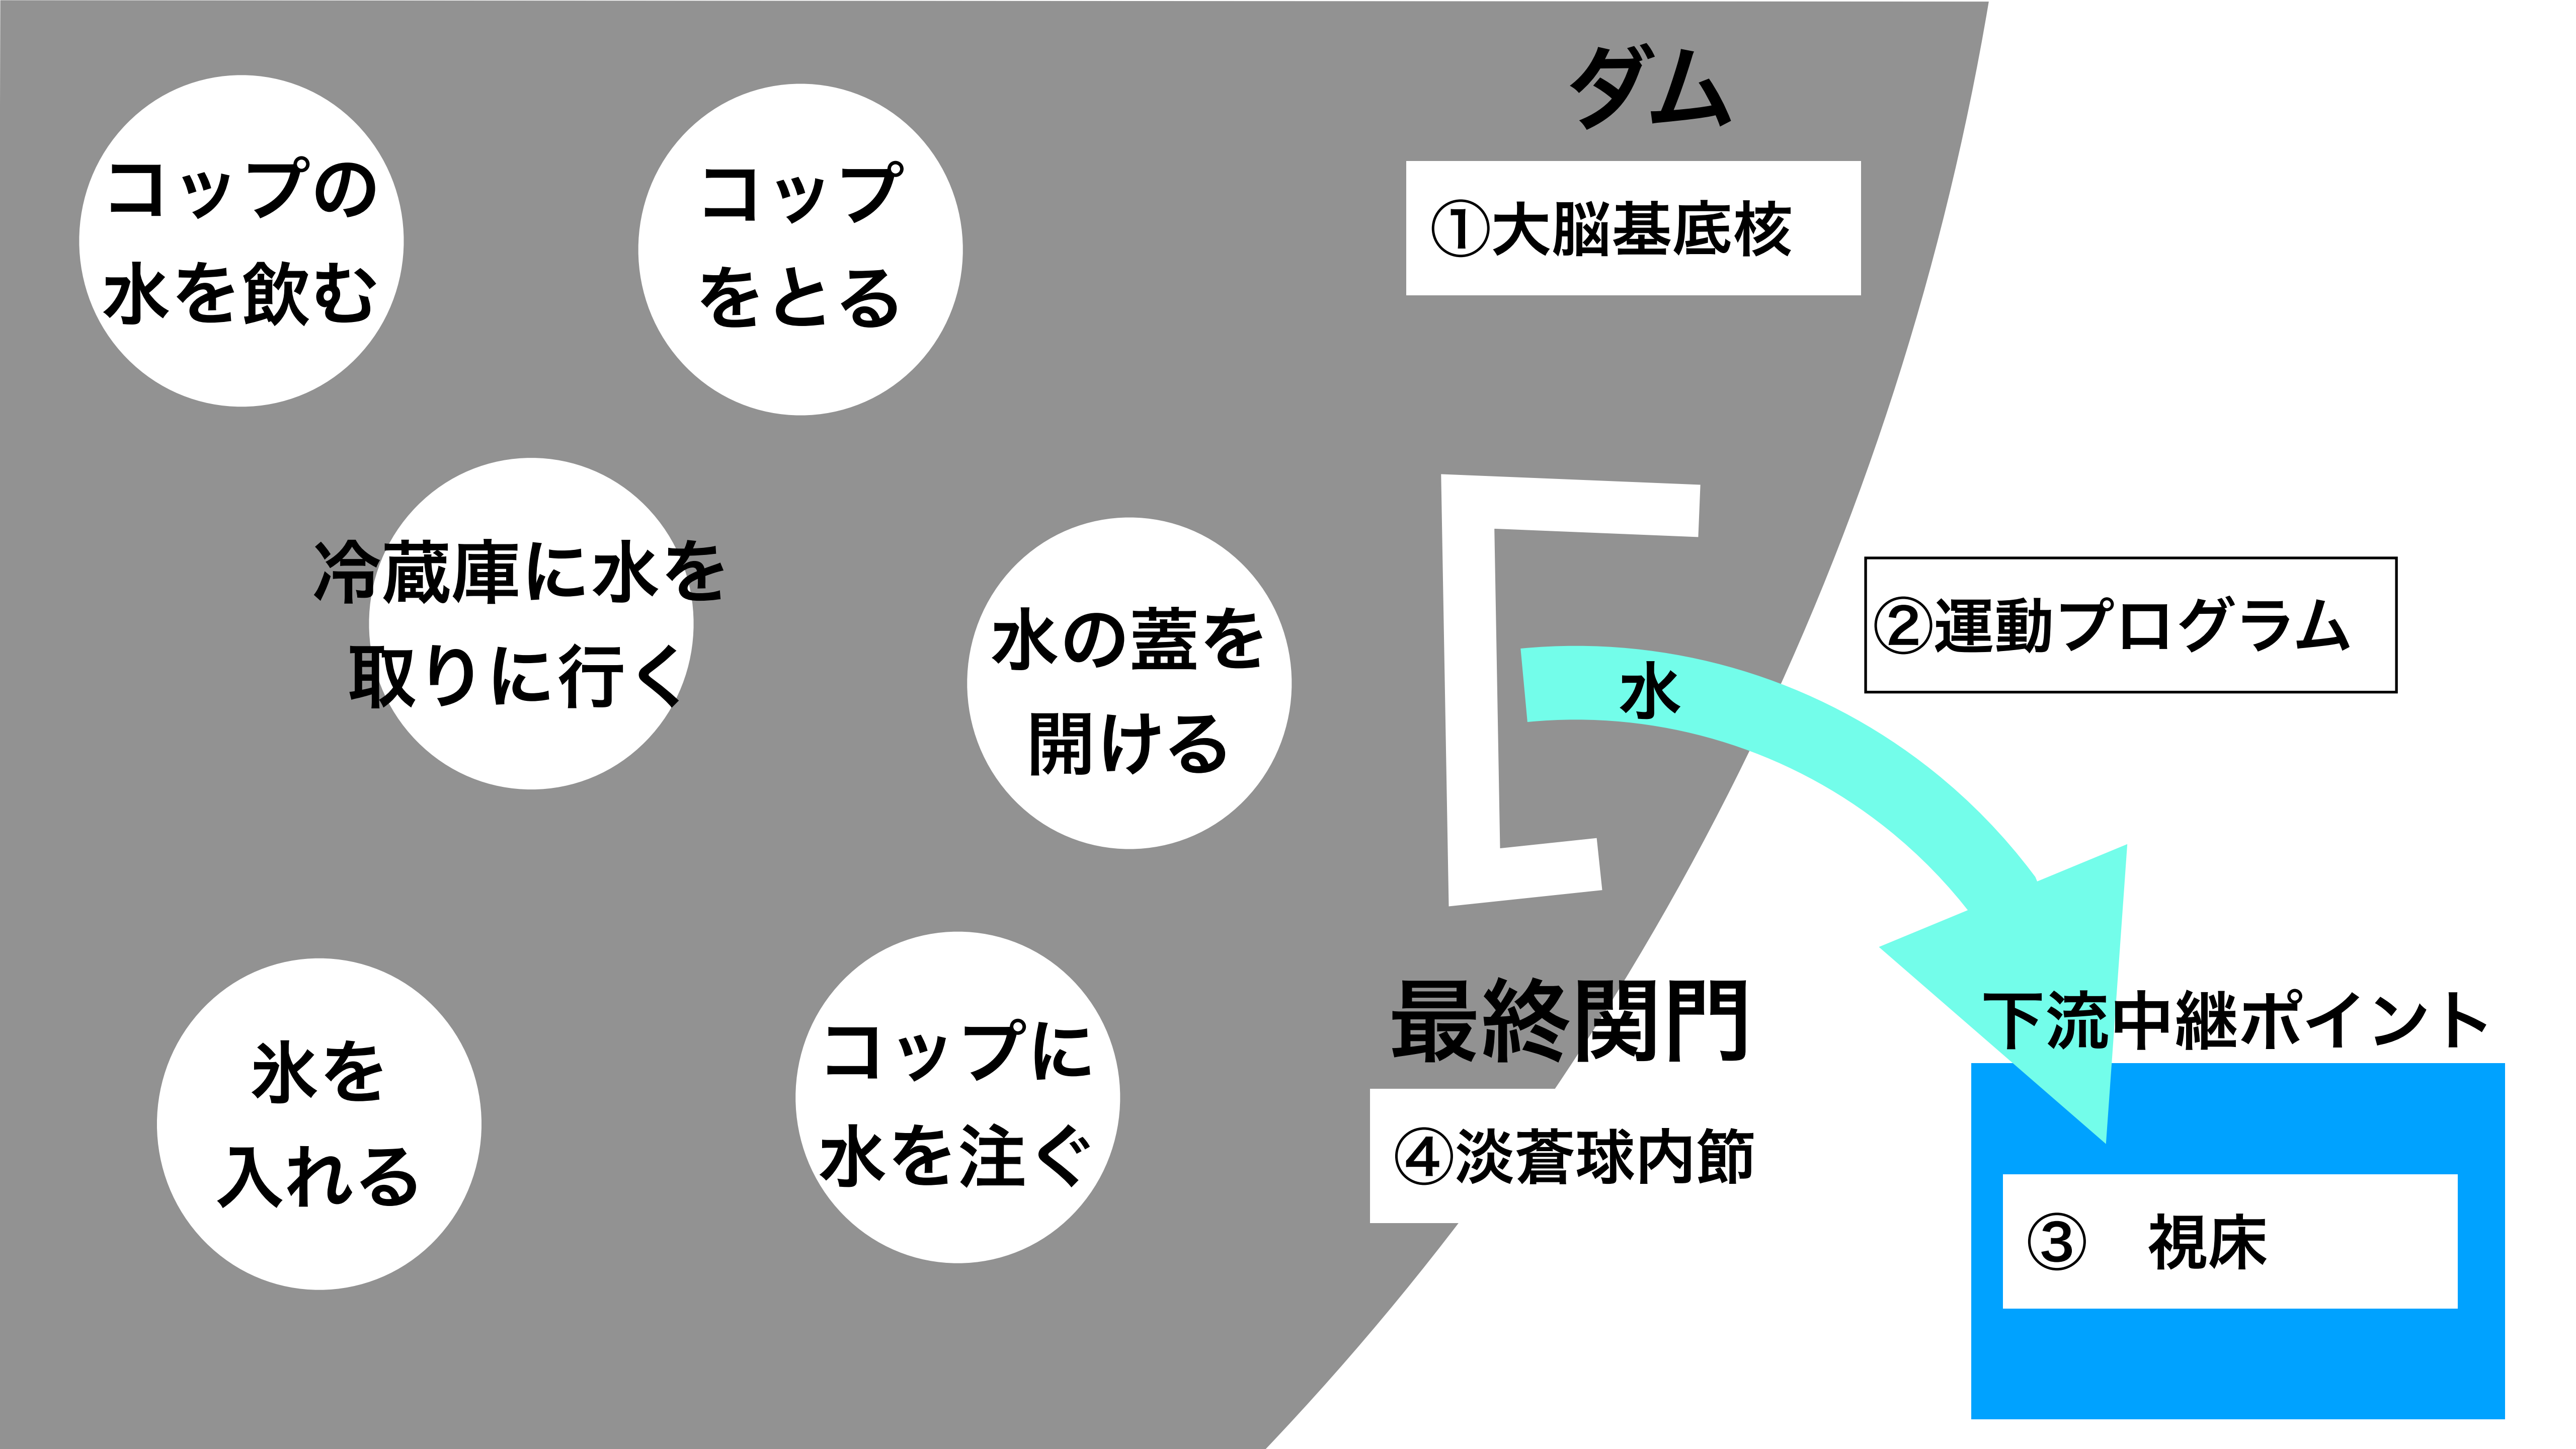 ダム
①大脳基底核
コップの
水を飲む
コップ
をとる
冷蔵庫に水を
取りに行く
水の蓋を
開ける
②運動プログラム
水
氷を
入れる
コップに
水を注ぐ
最終関門
④淡蒼球内節
下流中継ポイント
③　視床